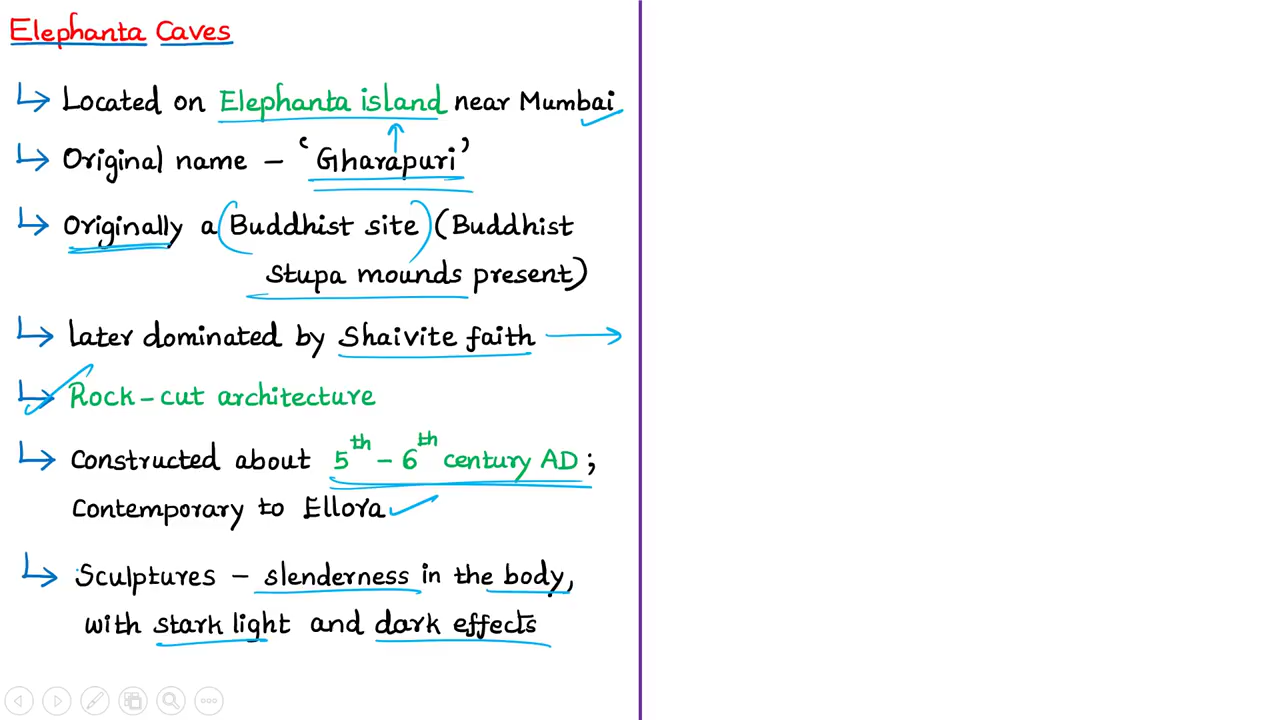 Elephanta Caves
Located on Elephanta island near Mumbai
Original name - 'Gharapuri'
Originally a Buddhist site (Buddhist
Stupa mounds present)
Later dominated by Shaivite faith
Rock-cut architecture
Constructed about 5th - 6th century AD;
Contemporary to Ellora
Sculptures - slenderness in the body,
with stark light and dark effects